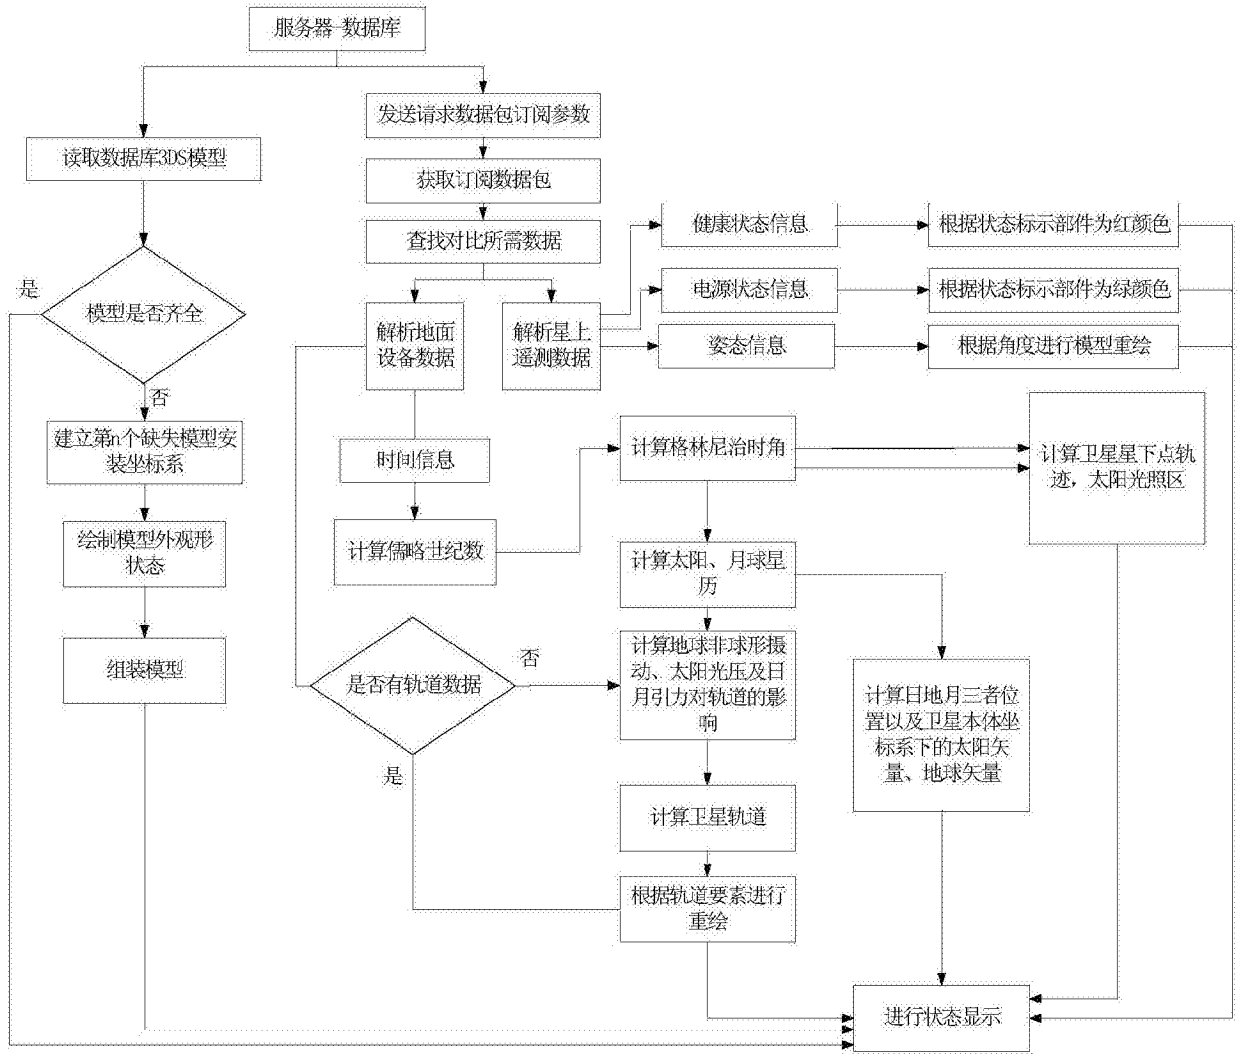 服务器-数据库
发送请求数据包订阅参数
读取数据库3DS模型
获取订阅数据包
查找对比所需数据
健康状态信息
根据状态标示部件为红颜色
是
模型是否齐全
电源状态信息
根据状态标示部件为绿颜色
解析地面
设备数据
解析星上
遥测数据
姿态信息
根据角度进行模型重绘
否
建立第n个缺失模型安
装坐标系
时间信息
计算格林尼治时角
计算卫星星下点轨
迹，太阳光照区
绘制模型外观形
状态
计算儒略世纪数
计算太阳、月球星
历
组装模型
是否有轨道数据
否
计算地球非球形摄
动、太阳光压及日
月引力对轨道的影
响
计算日地月三者位
置以及卫星本体坐
标系下的太阳矢
量、地球矢量
是
计算卫星轨道
根据轨道要素进行
重绘
进行状态显示